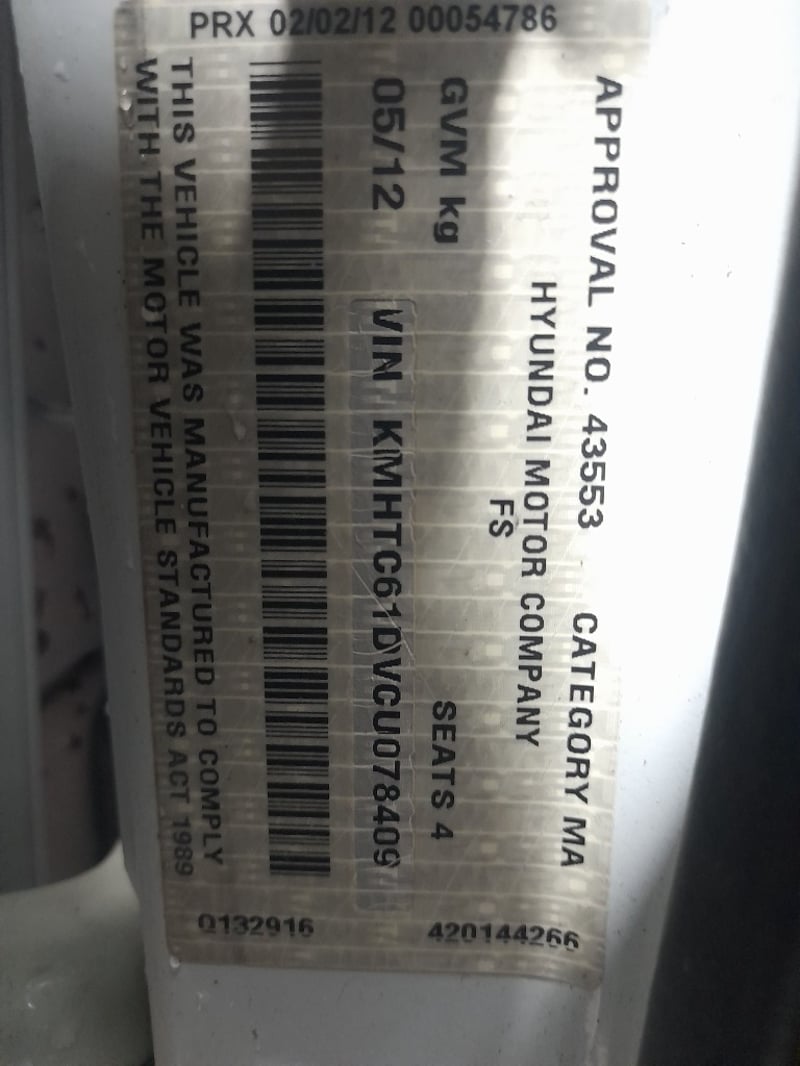 PRX 02/02/12 00054786
APPROVAL NO. 43553 CATEGORY MA
HYUNDAI MOTOR COMPANY
FS
GVM kg SEATS 4
05/12 VIN KMHTC61DVCU078409
THIS VEHICLE WAS MANUFACTURED TO COMPLY
WITH THE MOTOR VEHICLE STANDARDS ACT 1989
420144266
Q132916